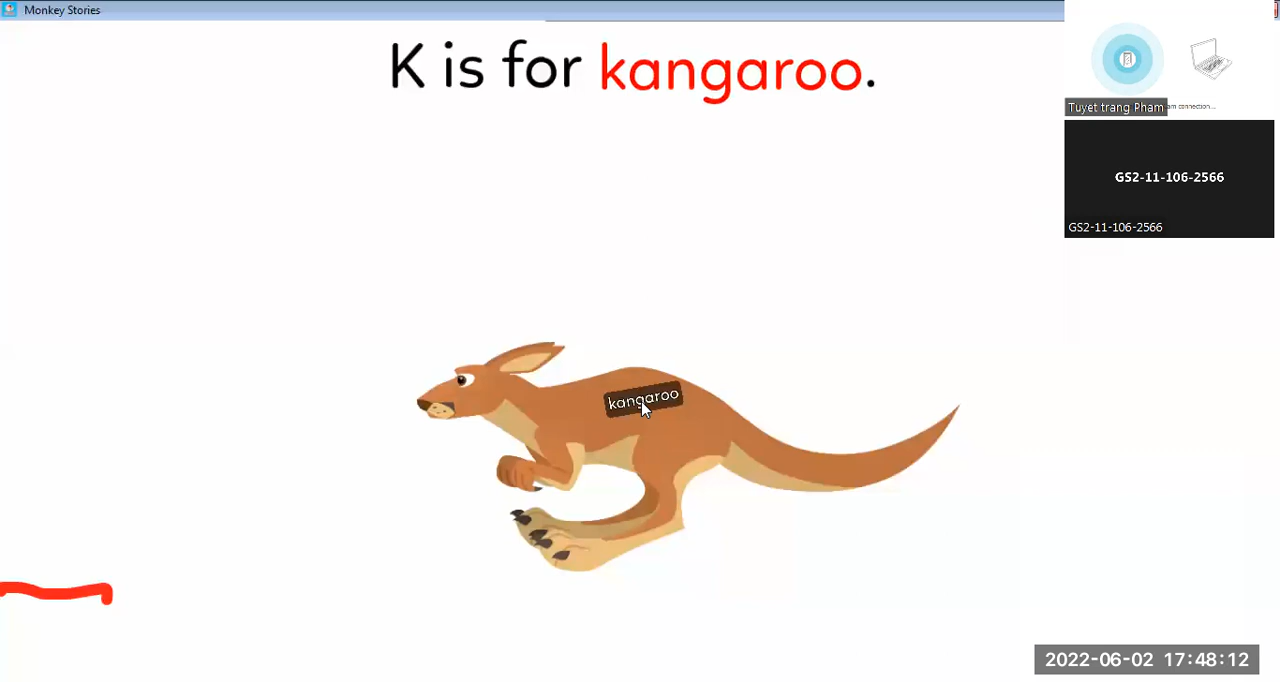 Monkey Stories
K is for kangaroo.
Tuyet trang Pham
GS2-11-106-2566
GS2-11-106-2566
kangaroo
2022-06-02 17:48:12